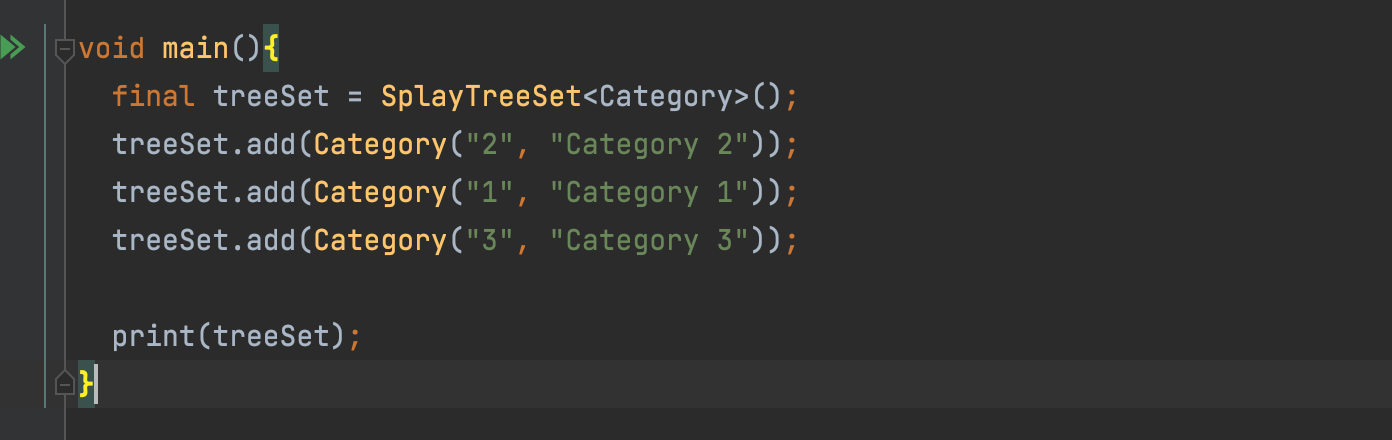 void main(){
  final treeSet = SplayTreeSet<Category>();
  treeSet.add(Category("2", "Category 2"));
  treeSet.add(Category("1", "Category 1"));
  treeSet.add(Category("3", "Category 3"));

  print(treeSet);
}